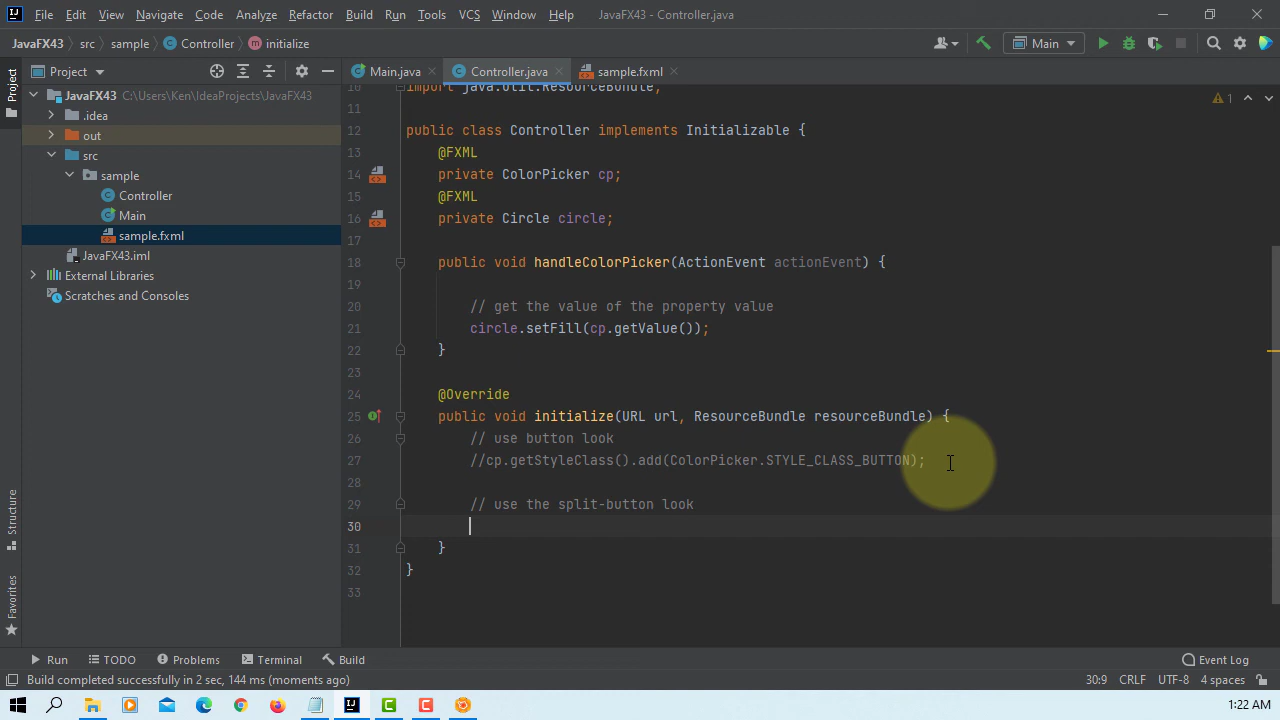 File Edit View Navigate Code Analyze Refactor Build Run Tools VCS Window Help JavaFX43 - Controller.java
JavaFX43 src sample Controller initialize Main
Project Main.java Controller.java sample.fxml
Project
JavaFX43 C:\Users\Ken\IdeaProjects\JavaFX43
.idea
out
src
sample
Controller
Main
sample.fxml
JavaFX43.iml
External Libraries
Scratches and Consoles
Structure
Favorites
1
10 import java.util.ResourceBundle;
11
12 public class Controller implements Initializable {
13 @FXML
14 private ColorPicker cp;
15 @FXML
16 private Circle circle;
17
18 public void handleColorPicker(ActionEvent actionEvent) {
19
20 // get the value of the property value
21 circle.setFill(cp.getValue());
22 }
23
24 @Override
25 public void initialize(URL url, ResourceBundle resourceBundle) {
26 // use button look
27 //cp.getStyleClass().add(ColorPicker.STYLE_CLASS_BUTTON);
28
29 // use the split-button look
30
31 }
32 }
33
Run TODO Problems Terminal Build Event Log
Build completed successfully in 2 sec, 144 ms (moments ago) 30:9 CRLF UTF-8 4 spaces
1:22 AM